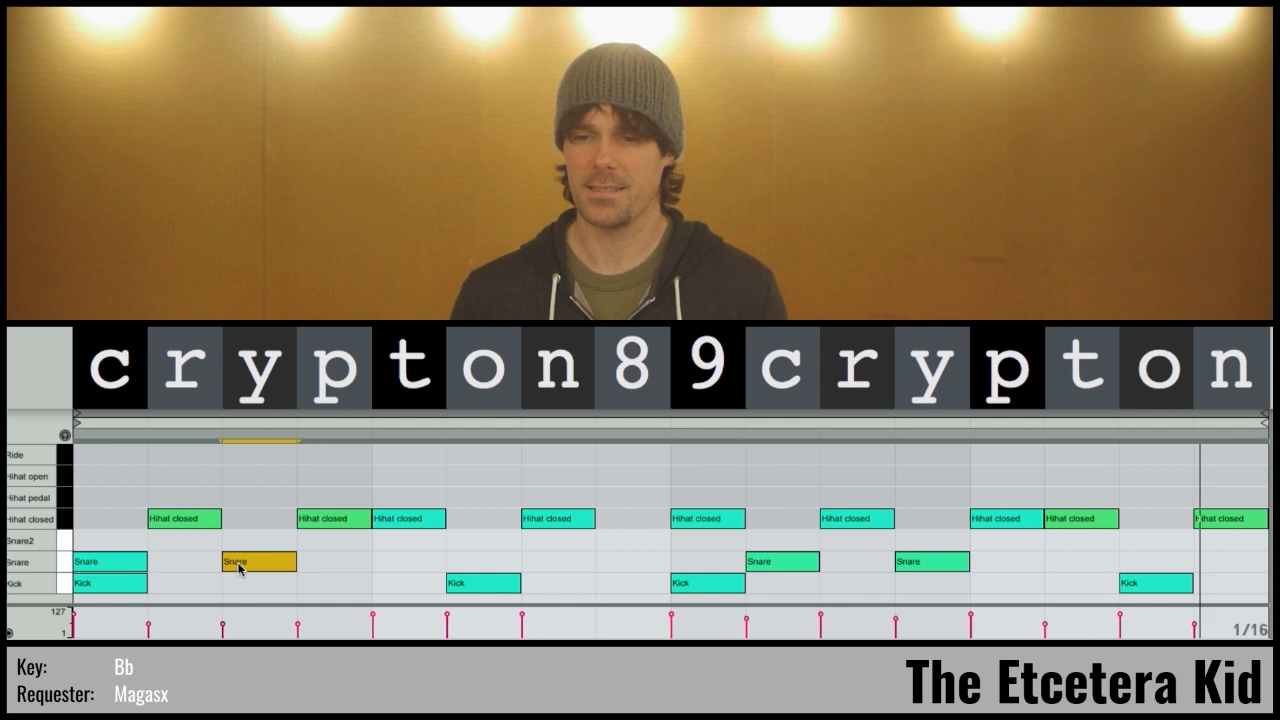 crypton89crypton
Ride
Hihat open
Hihat pedal
Hihat closed Hihat closed Hihat closed Hihat closed Hihat closed Hihat closed Hihat closed Hihat closed Hihat closed Hihat closed
Snare2
Snare Snare Snare Snare Snare
Kick Kick Kick Kick Kick
127
1 1/16
Key: Bb
Requester: Magasx
The Etcetera Kid